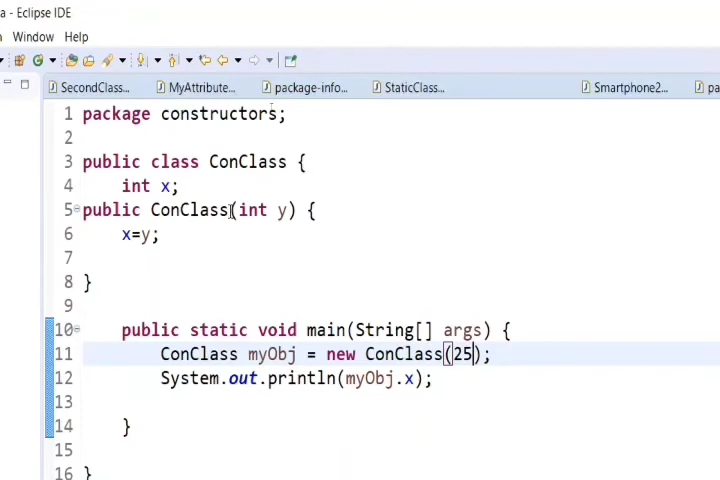 a - Eclipse IDE
Window Help
SecondClass... MyAttribute... package-info... StaticClass... Smartphone2... pa
1 package constructors;
2
3 public class ConClass {
4 int x;
5 public ConClass(int y) {
6 x=y;
7
8 }
9
10 public static void main(String[] args) {
11 ConClass myObj = new ConClass(25);
12 System.out.println(myObj.x);
13
14 }
15
16 }